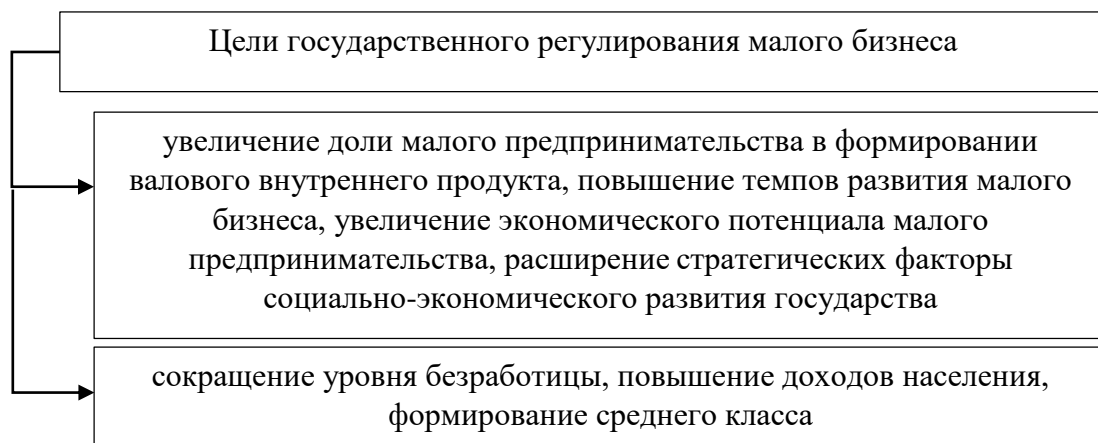 Цели государственного регулирования малого бизнеса
увеличение доли малого предпринимательства в формировании
валового внутреннего продукта, повышение темпов развития малого
бизнеса, увеличение экономического потенциала малого
предпринимательства, расширение стратегических факторы
социально-экономического развития государства
сокращение уровня безработицы, повышение доходов населения,
формирование среднего класса